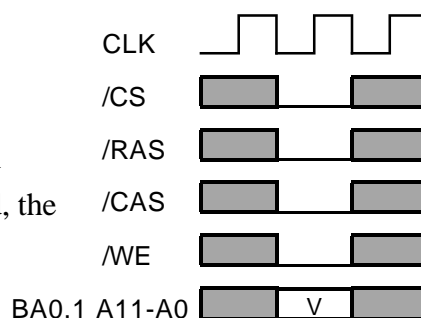 CLK
/CS
/RAS
, the
/CAS
/WE
BA0,1 A11-A0
V